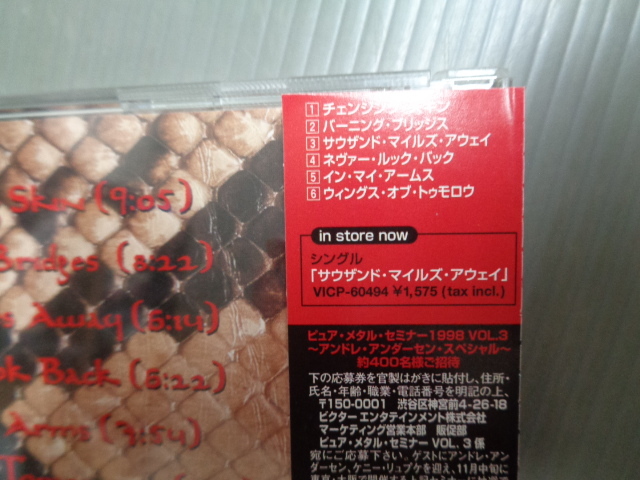 Skin (9:05)
Bridges (8:22)
Away (5:14)
Back (5:22)
Arms (3:54)
1 チェンジン
2 バーニング・ブリッジス
3 サウザンド・マイルズ・アウェイ
4 ネヴァー・ルック・バック
5 イン・マイ・アームス
6 ウィングス・オブ・トゥモロウ
in store now
シングル
「サウザンド・マイルズ・アウェイ」
VICP-60494 ¥1,575 (tax incl.)
ピュア・メタル・セミナー1998 VOL.3
〜アンドレ・アンダーセン・スペシャル〜
約400名様ご招待
下の応募券を官製はがきに貼付し、住所・
氏名・年齢・職業・電話番号を明記の上、
〒150-0001 渋谷区神宮前4-26-18
ビクター エンタテインメント株式会社
マーケティング営業本部 販促部
ピュア・メタル・セミナー VOL. 3 係
宛にご応募下さい。ゲストにアンドレ・アン
ダーセン、ケニー・リュブケを迎え、11月中旬に